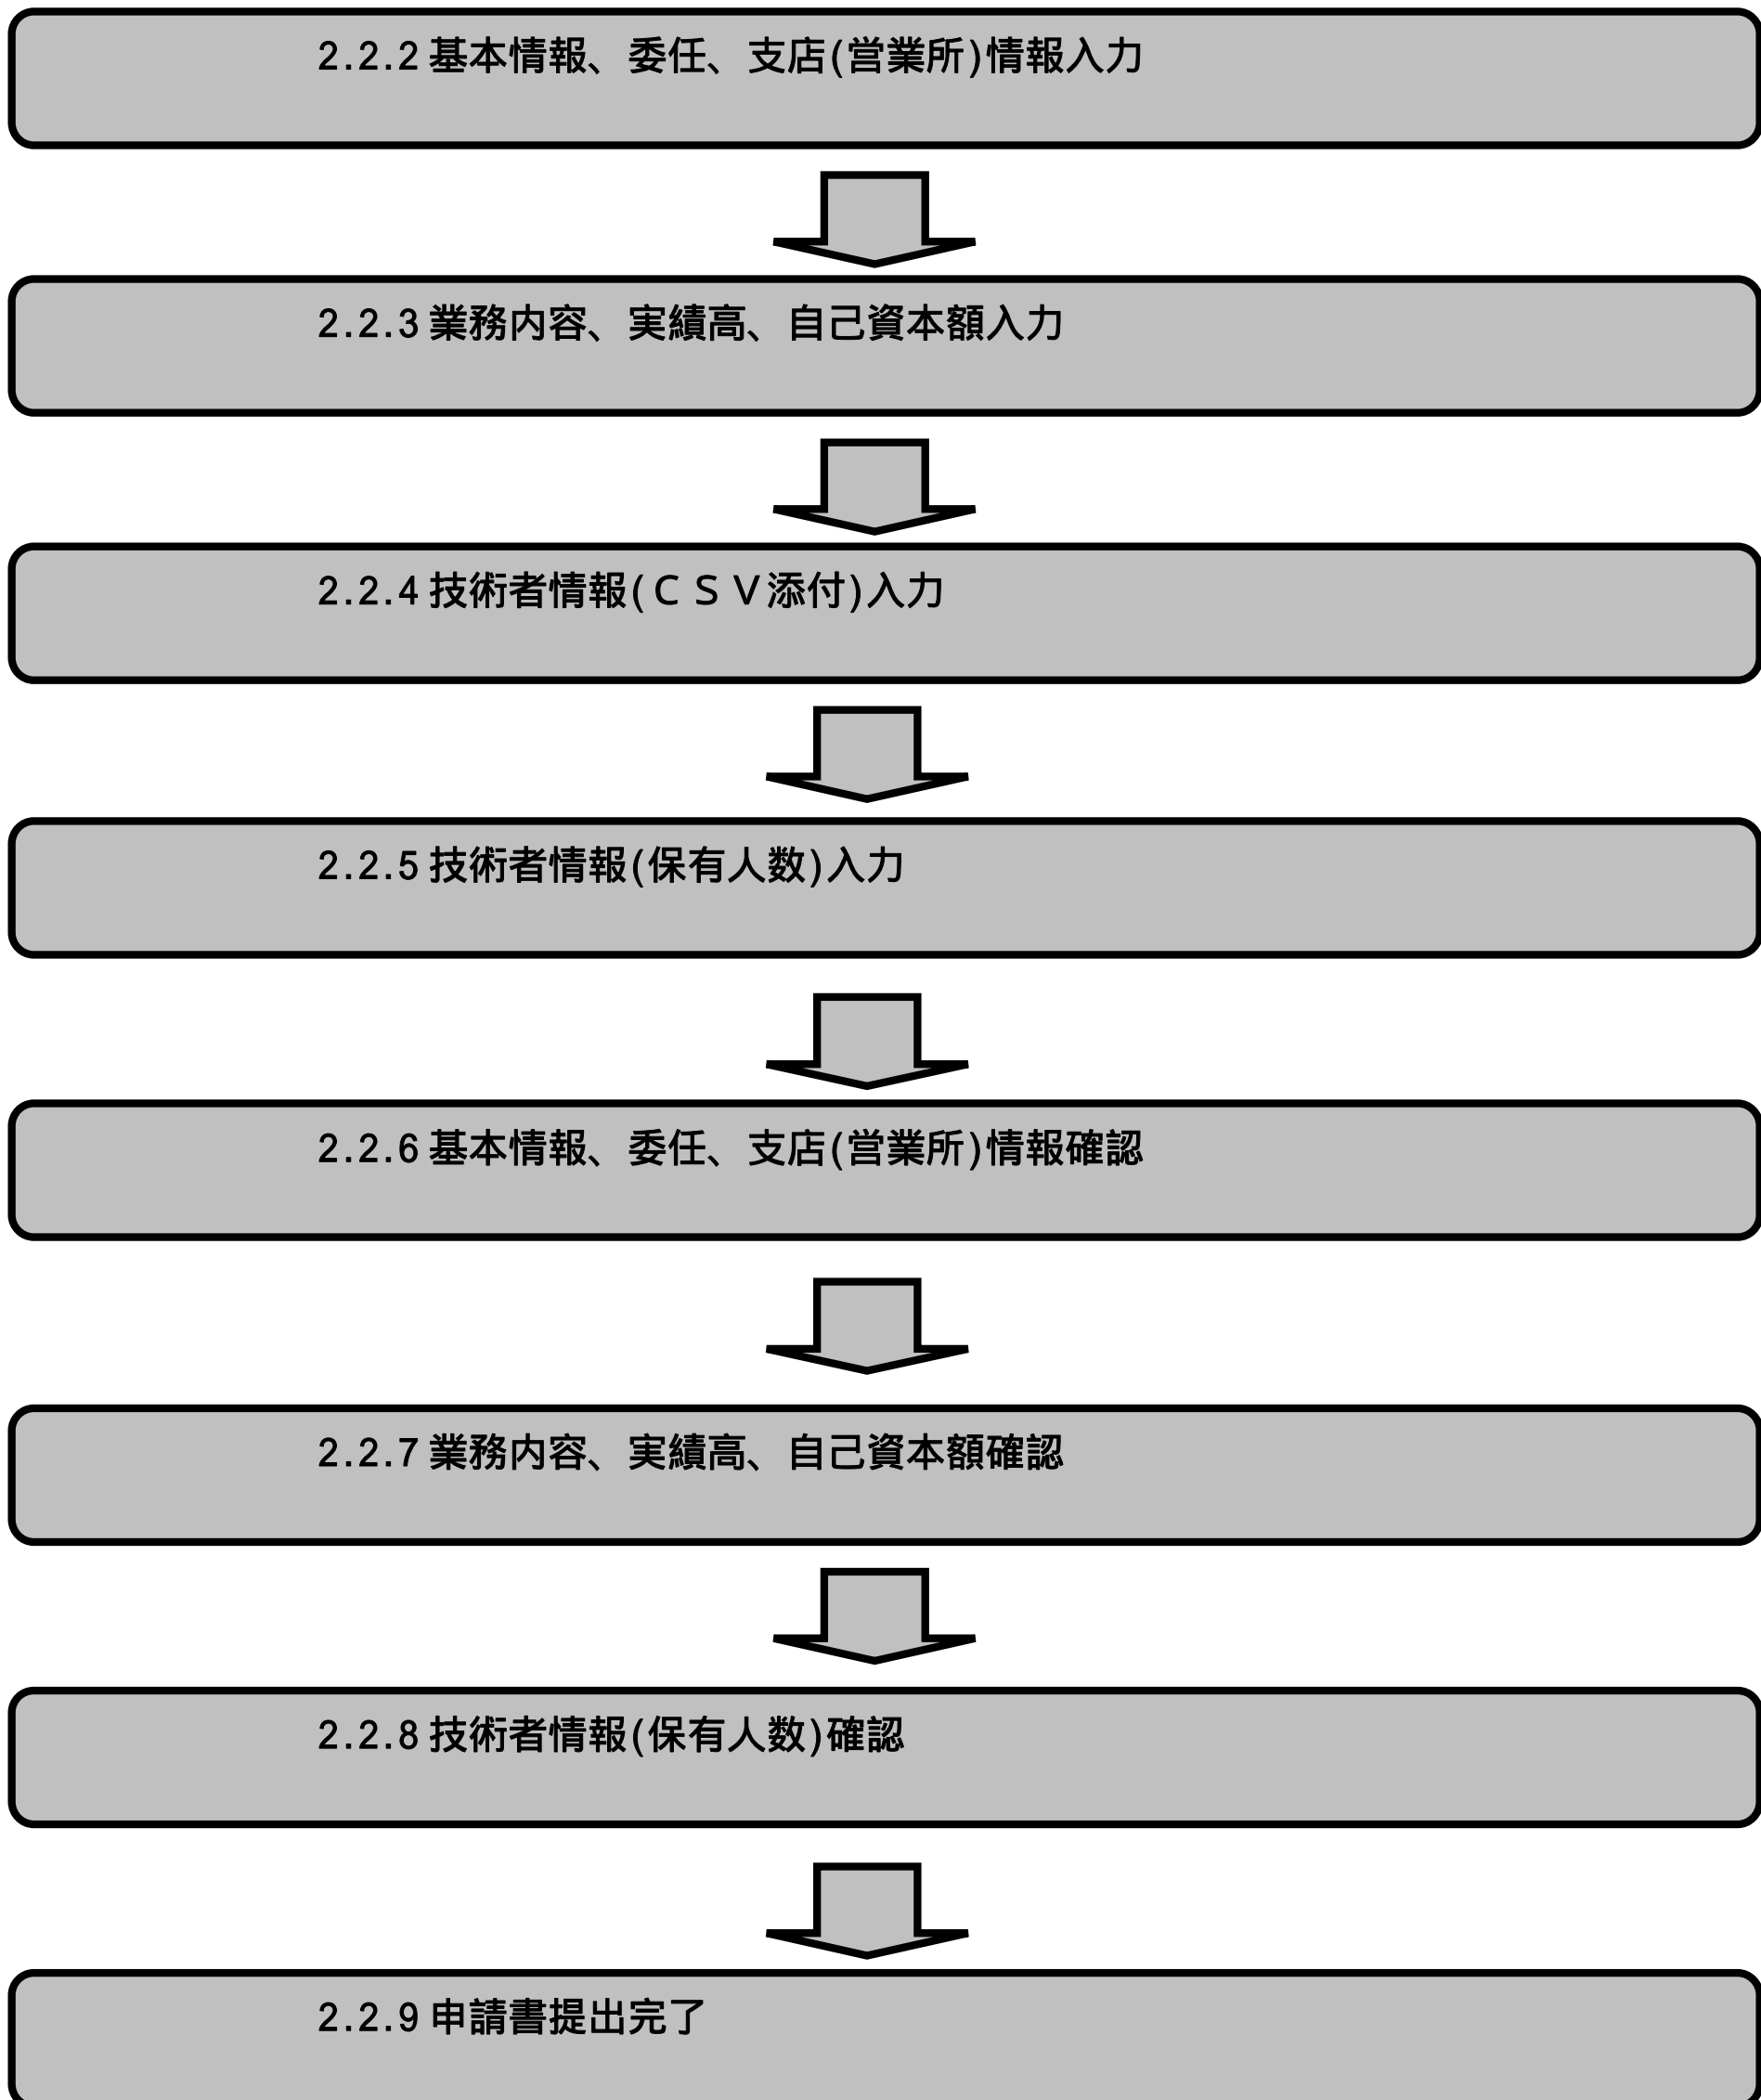 2.2.2 基本情報、委任、支店(営業所)情報入力
2.2.3 業務内容、実績高、自己資本額入力
2.2.4 技術者情報(ＣＳＶ添付)入力
2.2.5 技術者情報(保有人数)入力
2.2.6 基本情報、委任、支店(営業所)情報確認
2.2.7 業務内容、実績高、自己資本額確認
2.2.8 技術者情報(保有人数)確認
2.2.9 申請書提出完了